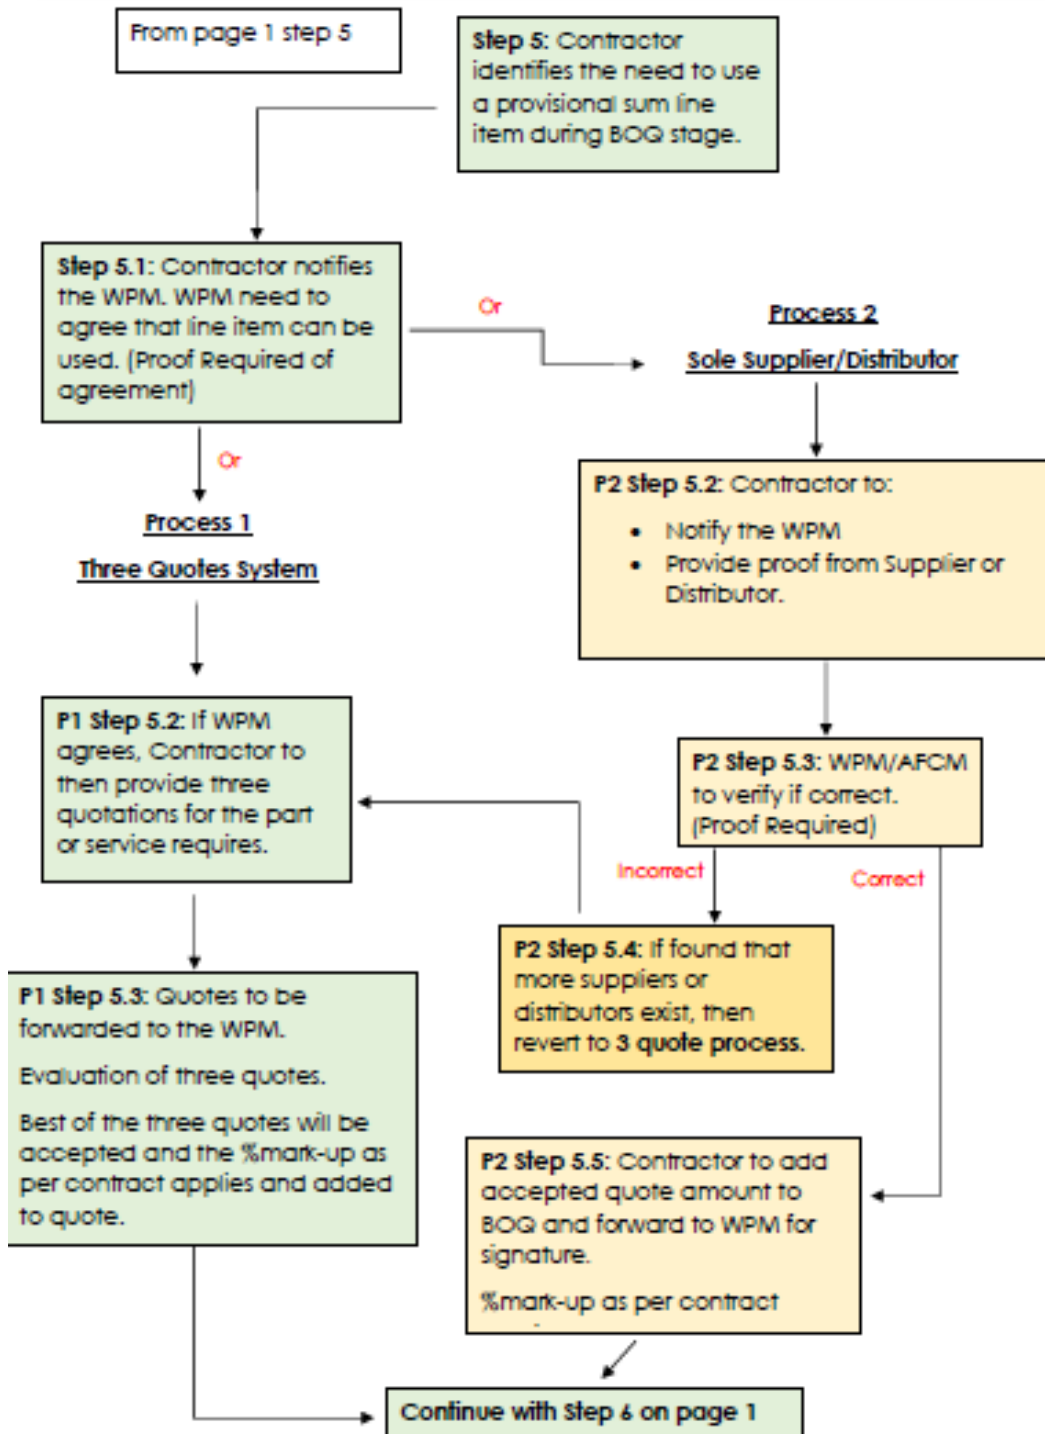 From page 1 step 5
Step 5: Contractor
identifies the need to use
a provisional sum line
item during BOQ stage.
Step 5.1: Contractor notifies
the WPM. WPM need to
agree that line item can be
used. (Proof Required of
agreement)
Or
Process 2
Sole Supplier/Distributor
Or
Process 1
Three Quotes System
P2 Step 5.2: Contractor to:
• Notify the WPM
• Provide proof from Supplier or
Distributor.
P1 Step 5.2: If WPM
agrees, Contractor to
then provide three
quotations for the part
or service requires.
P2 Step 5.3: WPM/AFCM
to verify if correct.
(Proof Required)
Incorrect
Correct
P2 Step 5.4: If found that
more suppliers or
distributors exist, then
revert to 3 quote process.
P1 Step 5.3: Quotes to be
forwarded to the WPM.
Evaluation of three quotes.
Best of the three quotes will be
accepted and the %mark-up as
per contract applies and added
to quote.
P2 Step 5.5: Contractor to add
accepted quote amount to
BOQ and forward to WPM for
signature.
%mark-up as per contract
Continue with Step 6 on page 1